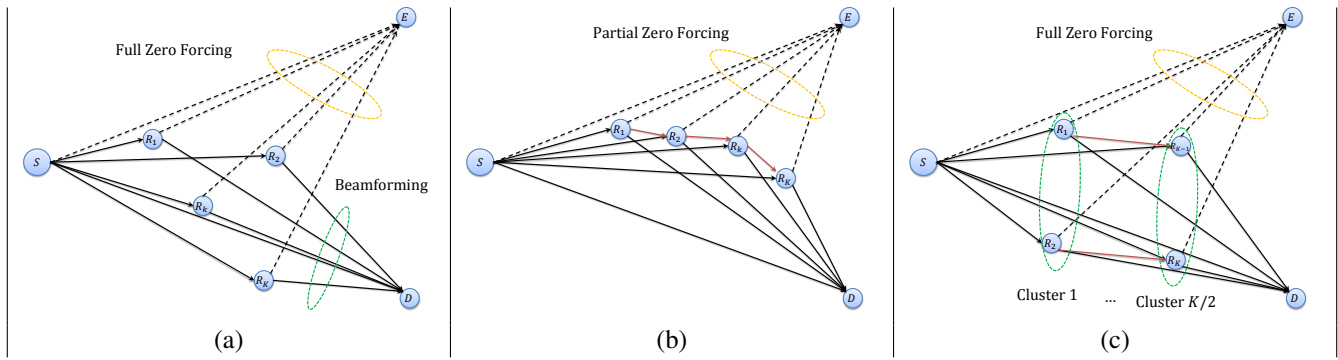 E
Full Zero Forcing
R1
S
R2
Beamforming
Rk
RK
D
(a)
E
Partial Zero Forcing
R1
R2
Rk
S
RK
D
(b)
E
Full Zero Forcing
R1
RK−1
S
R2
RK
D
Cluster 1 ... Cluster K/2
(c)